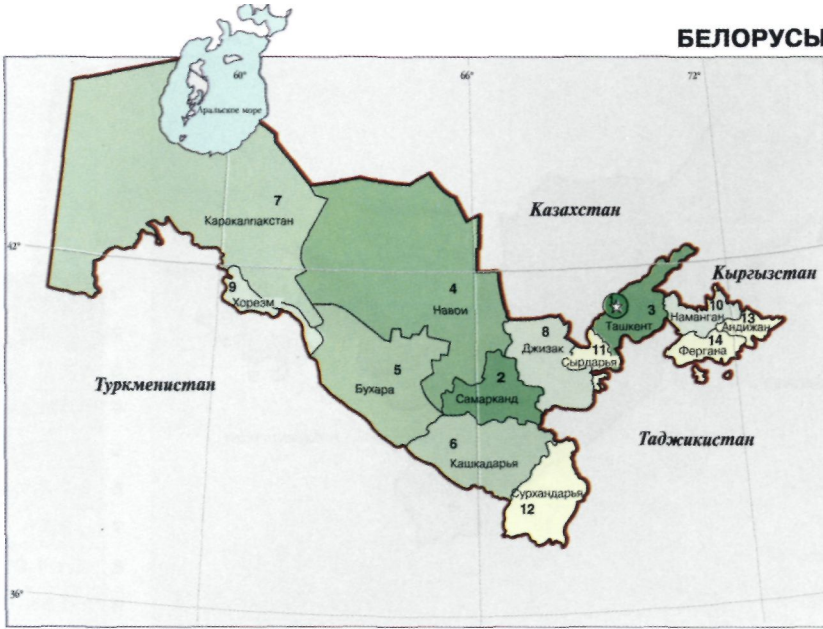 БЕЛОРУСЫ
60°
66°
72°
Аральское море
7
Каракалпакстан
Казахстан
42°
Кыргызстан
9
Хорезм
4
Навои
1
3
Ташкент
10
Наманган
13
Андижан
8
Джизак
11
Сырдарья
14
Фергана
Туркменистан
5
Бухара
2
Самарканд
Таджикистан
6
Кашкадарья
Сурхандарья
12
36°